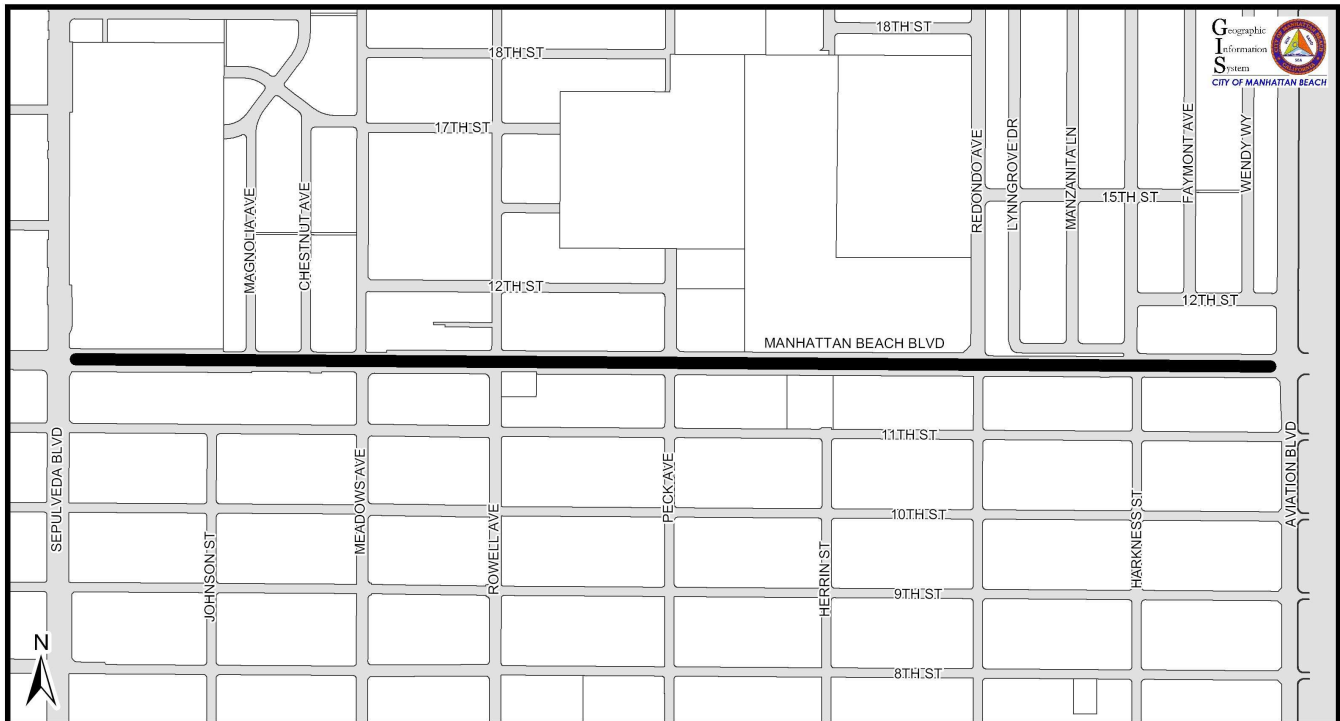 18TH ST
Geographic
Information
System
CITY OF MANHATTAN BEACH
18TH ST
17TH ST
MAGNOLIA AVE
CHESTNUT AVE
REDONDO AVE
LYNNGROVE DR
MANZANITA LN
15TH ST
FAYMONT AVE
WENDY WY
12TH ST
12TH ST
MANHATTAN BEACH BLVD
11TH ST
SEPULVEDA BLVD
JOHNSON ST
MEADOWS AVE
ROWELL AVE
PECK AVE
10TH ST
HERRIN ST
HARKNESS ST
AVIATION BLVD
9TH ST
8TH ST
N